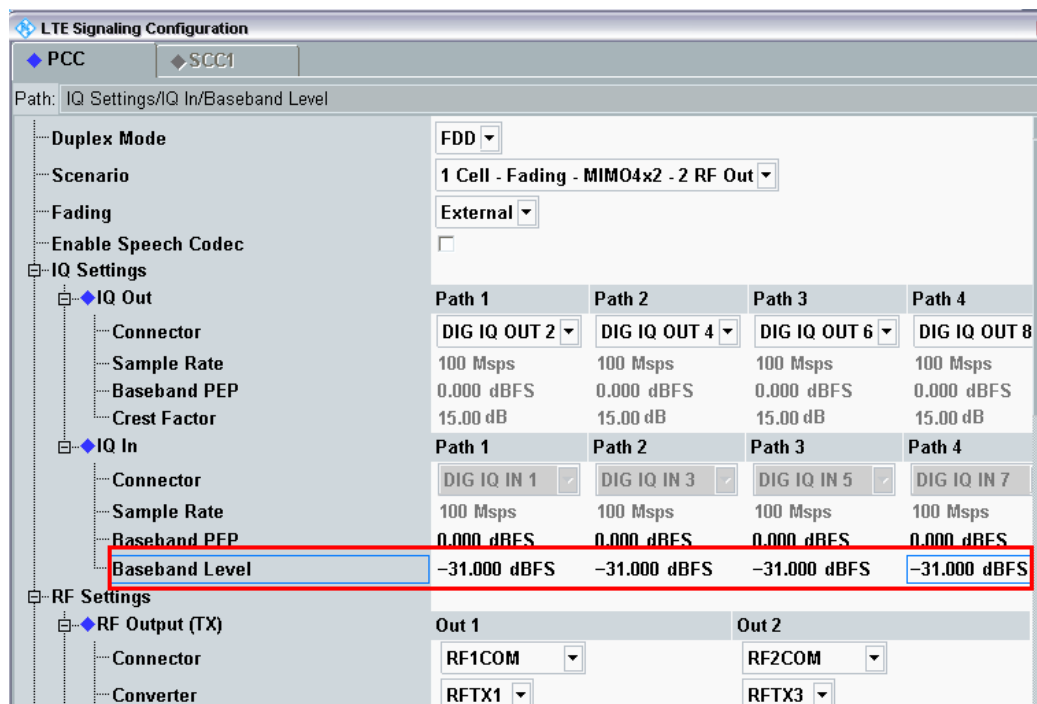 LTE Signaling Configuration
PCC SCC1
Path: IQ Settings/IQ In/Baseband Level
Duplex Mode FDD
Scenario 1 Cell - Fading - MIMO4x2 - 2 RF Out
Fading External
Enable Speech Codec
IQ Settings
IQ Out Path 1 Path 2 Path 3 Path 4
Connector DIG IQ OUT 2 DIG IQ OUT 4 DIG IQ OUT 6 DIG IQ OUT 8
Sample Rate 100 Msps 100 Msps 100 Msps 100 Msps
Baseband PEP 0.000 dBFS 0.000 dBFS 0.000 dBFS 0.000 dBFS
Crest Factor 15.00 dB 15.00 dB 15.00 dB 15.00 dB
IQ In Path 1 Path 2 Path 3 Path 4
Connector DIG IQ IN 1 DIG IQ IN 3 DIG IQ IN 5 DIG IQ IN 7
Sample Rate 100 Msps 100 Msps 100 Msps 100 Msps
Baseband PEP 0.000 dBFS 0.000 dBFS 0.000 dBFS 0.000 dBFS
Baseband Level −31.000 dBFS −31.000 dBFS −31.000 dBFS −31.000 dBFS
RF Settings
RF Output (TX) Out 1 Out 2
Connector RF1COM RF2COM
Converter RFTX1 RFTX3